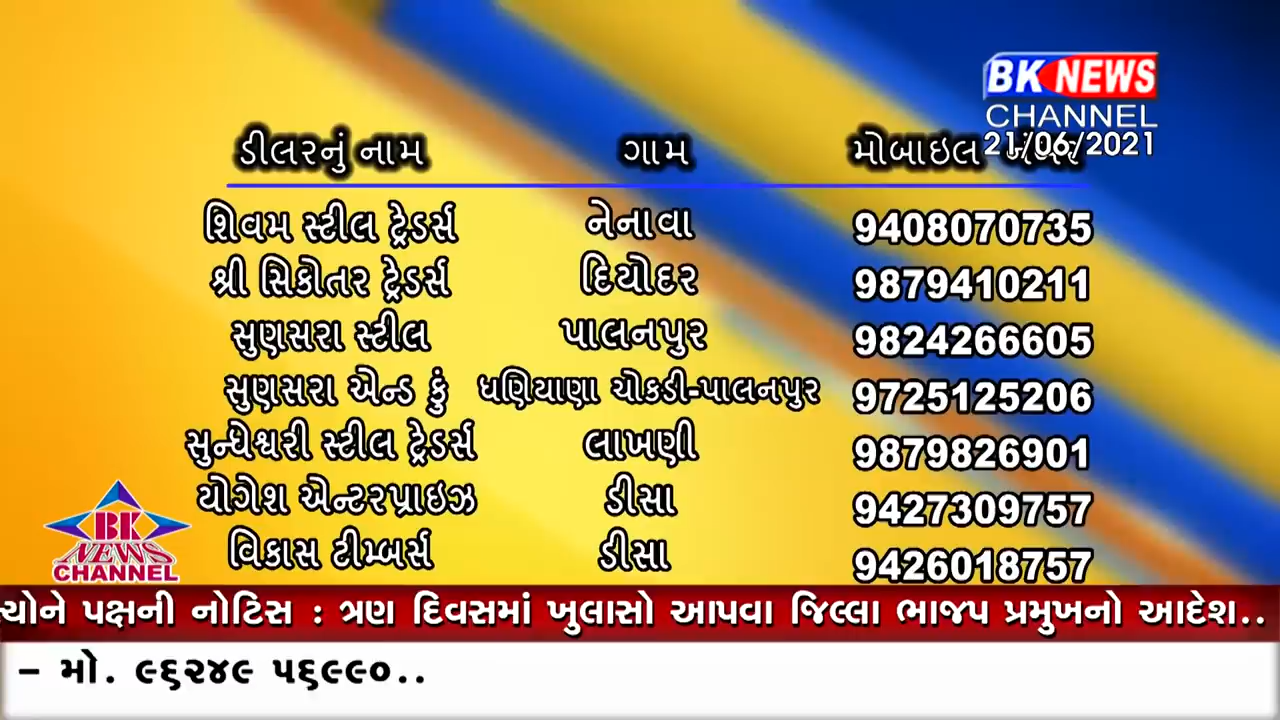 BK NEWS
CHANNEL
21/06/2021
ડીલરનું નામ ગામ મોબાઇલ
શિવમ સ્ટીલ ટ્રેડર્સ નેનાવા 9408070735
શ્રી સિકોતર ટ્રેડર્સ દિયોદર 9879410211
સુણસરા સ્ટીલ પાલનપુર 9824266605
સુણસરા એન્ડ કું ધણિયાણા ચોકડી-પાલનપુર 9725125206
સુન્ધેશ્વરી સ્ટીલ ટ્રેડર્સ લાખણી 9879826901
યોગેશ એન્ટરપ્રાઇઝ ડીસા 9427309757
વિકાસ ટીમ્બર્સ ડીસા 9426018757
BK
NEWS
CHANNEL
સ્યોને પક્ષની નોટિસ : ત્રણ દિવસમાં ખુલાસો આપવા જિલ્લા ભાજપ પ્રમુખનો આદેશ..
– મો. ૯૬૨૪૯ ૫૬૯૯૦..